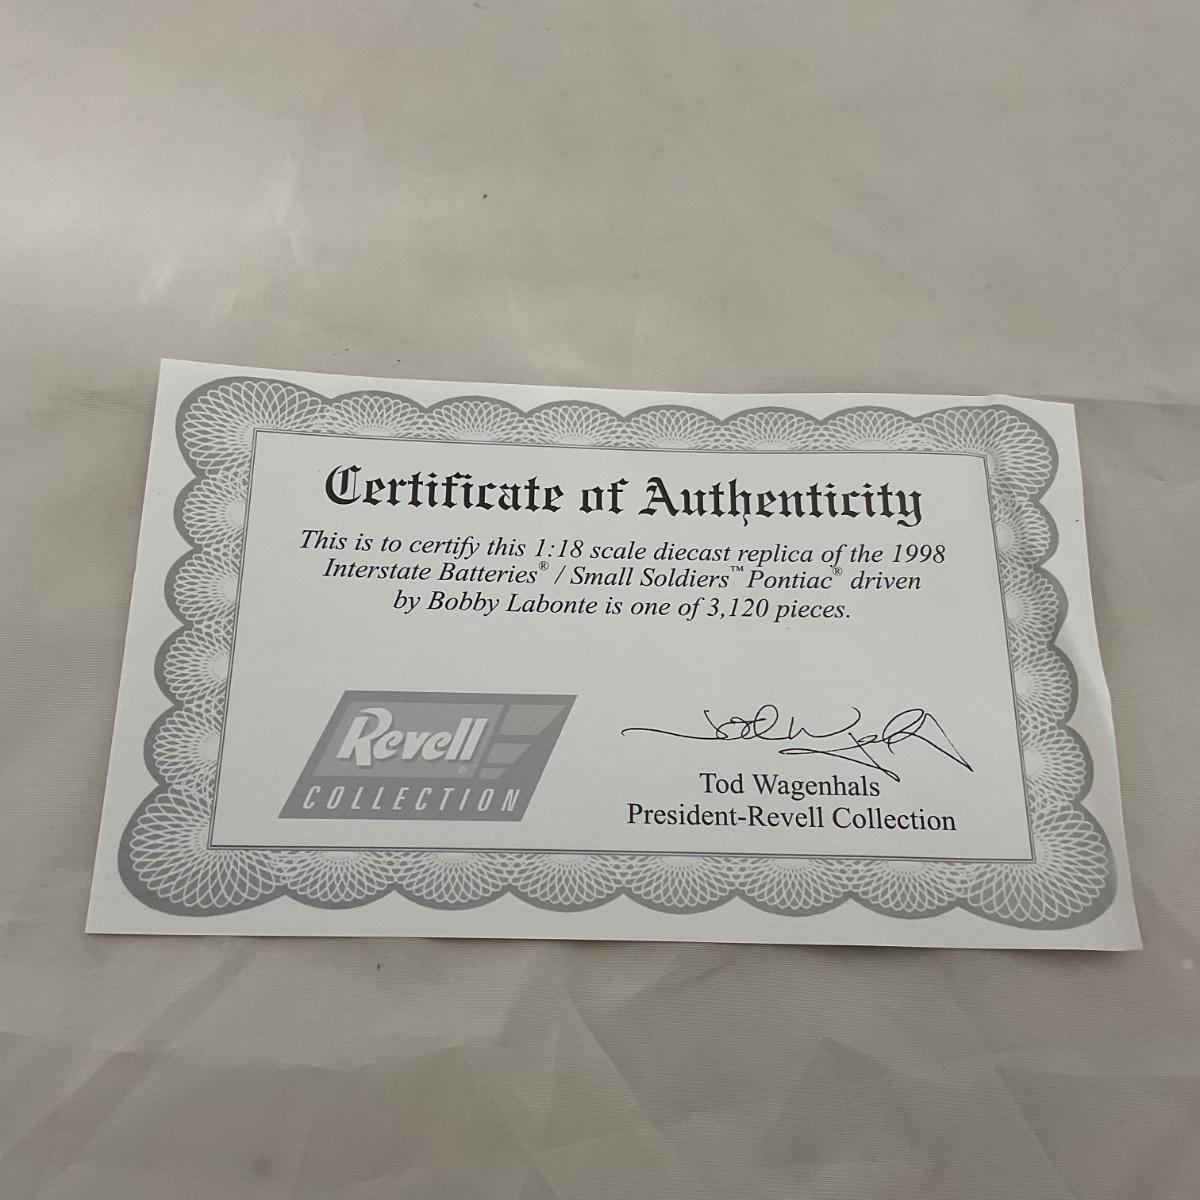 Certificate of Authenticity
This is to certify this 1:18 scale diecast replica of the 1998
Interstate Batteries® / Small Soldiers™ Pontiac® driven
by Bobby Labonte is one of 3,120 pieces.
Revell®
COLLECTION
Tod Wagenhals
Tod Wagenhals
President-Revell Collection